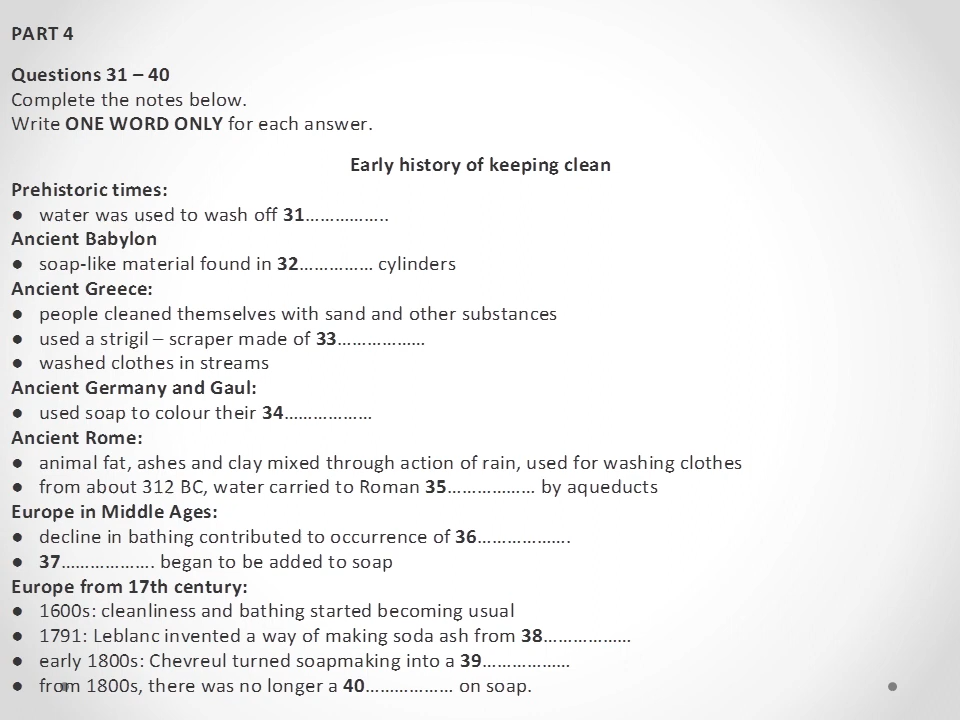 PART 4
Questions 31 – 40
Complete the notes below.
Write ONE WORD ONLY for each answer.
Early history of keeping clean
Prehistoric times:
● water was used to wash off 31……………..
Ancient Babylon
● soap-like material found in 32…………… cylinders
Ancient Greece:
● people cleaned themselves with sand and other substances
● used a strigil – scraper made of 33………………
● washed clothes in streams
Ancient Germany and Gaul:
● used soap to colour their 34………………
Ancient Rome:
● animal fat, ashes and clay mixed through action of rain, used for washing clothes
● from about 312 BC, water carried to Roman 35……………… by aqueducts
Europe in Middle Ages:
● decline in bathing contributed to occurrence of 36……………….
● 37………………. began to be added to soap
Europe from 17th century:
● 1600s: cleanliness and bathing started becoming usual
● 1791: Leblanc invented a way of making soda ash from 38………………
● early 1800s: Chevreul turned soapmaking into a 39………………
● from 1800s, there was no longer a 40……………… on soap.